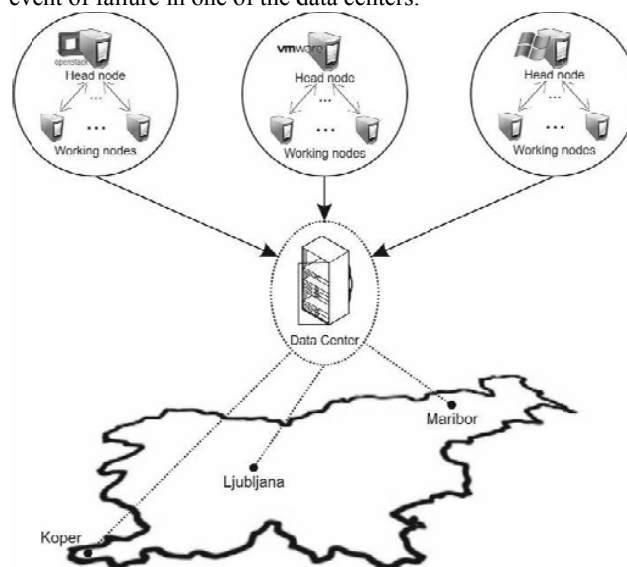 event of failure in one of the data centers.
openstack
Head node
...
...
Working nodes
vmware
Head node
...
...
Working nodes
Head node
...
...
Working nodes
Data Center
Maribor
Ljubljana
Koper